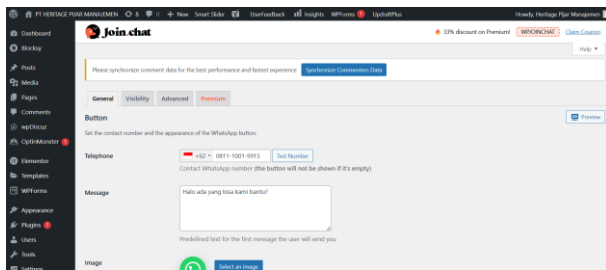 PT HERITAGE PIJAR MANAJEMEN 8 0 + New Smart Slider UserFeedback Insights WPForms 1 UpdraftPlus Howdy, Heritage Pijar Manajemen
Dashboard
Blocksy
Posts
Media
Pages
Comments
wpDiscuz
OptinMonster
Elementor
Templates
WPForms
Appearance
Plugins
Users
Tools
Settings
Join.chat
33% discount on Premium! WPJOINCHAT Claim Coupon
Help
Please synchronize comment data for the best performance and fastest experience Synchronize Commenters Data
General Visibility Advanced Premium
Button
Preview
Set the contact number and the appearance of the WhatsApp button.
Telephone
+62 0811-1001-9915 Test Number
Contact WhatsApp number (the button will not be shown if it's empty)
Message
Halo ada yang bisa kami bantu?
Predefined text for the first message the user will send you
Image
Select an image